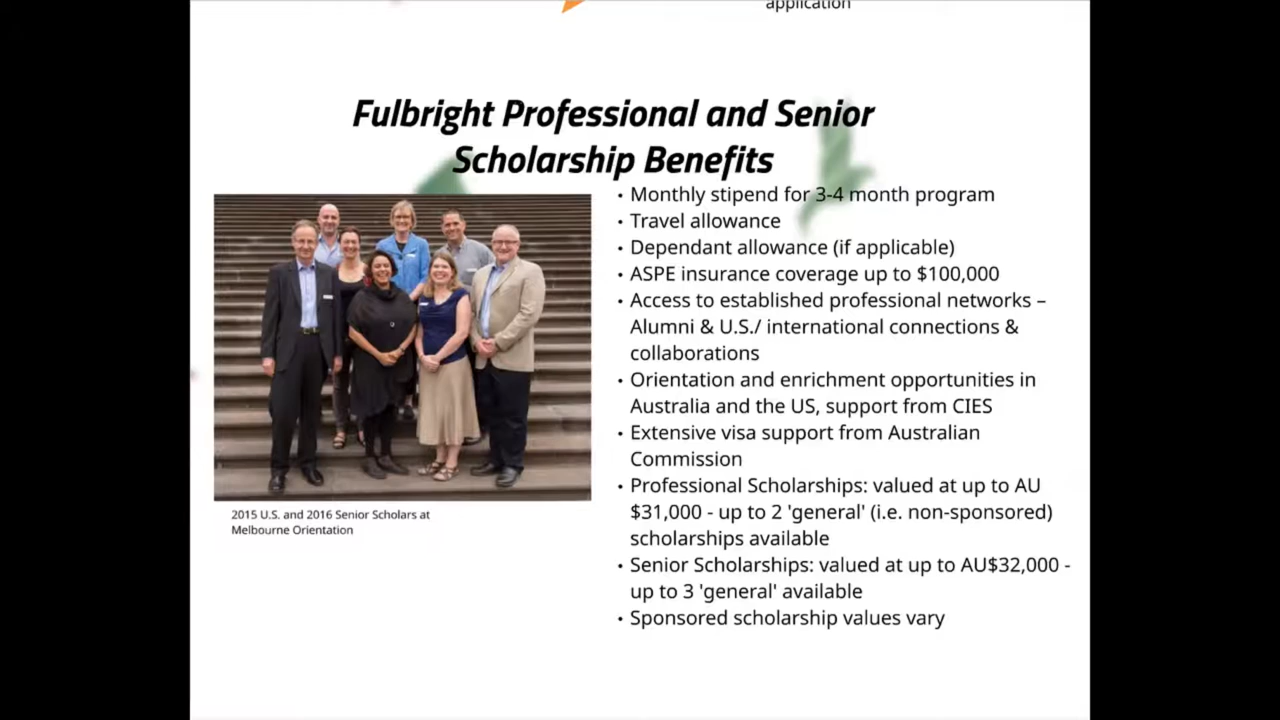 application
Fulbright Professional and Senior
Scholarship Benefits
• Monthly stipend for 3-4 month program
• Travel allowance
• Dependant allowance (if applicable)
• ASPE insurance coverage up to $100,000
• Access to established professional networks –
Alumni & U.S./ international connections &
collaborations
• Orientation and enrichment opportunities in
Australia and the US, support from CIES
• Extensive visa support from Australian
Commission
• Professional Scholarships: valued at up to AU
$31,000 - up to 2 'general' (i.e. non-sponsored)
scholarships available
• Senior Scholarships: valued at up to AU$32,000 -
up to 3 'general' available
• Sponsored scholarship values vary
2015 U.S. and 2016 Senior Scholars at
Melbourne Orientation